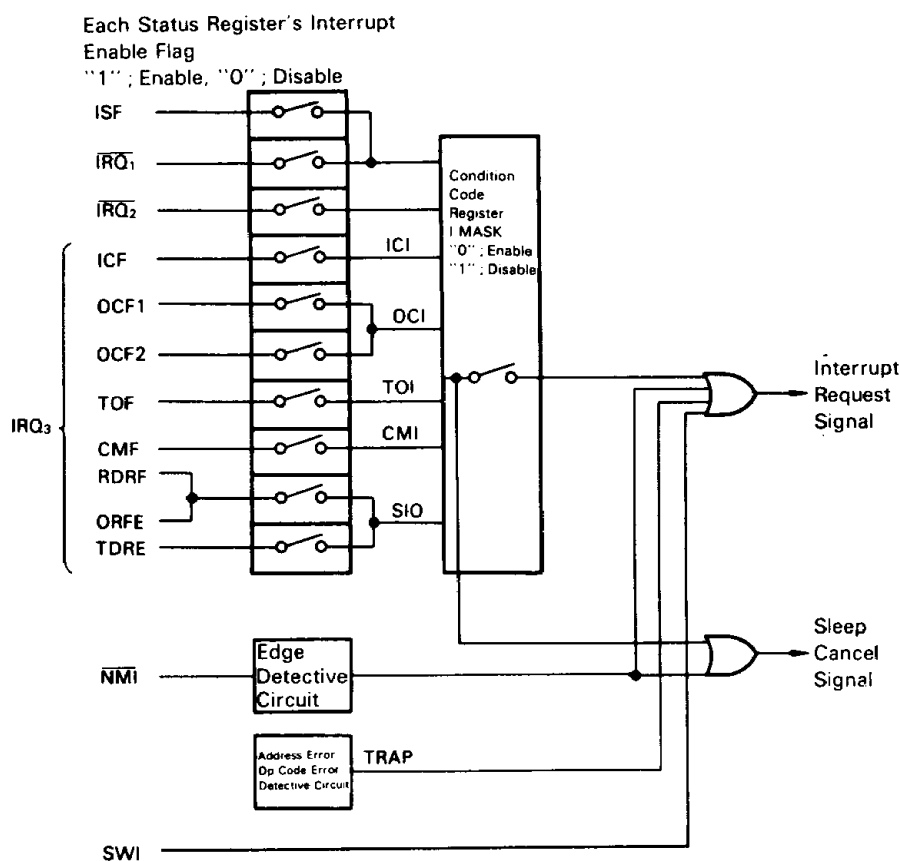 Each Status Register's Interrupt
Enable Flag
"1" ; Enable, "0" ; Disable
ISF
IRQ₁
IRQ₂
ICF
OCF1
OCF2
TOF
CMF
RDRF
ORFE
TDRE
IRQ₃
ICI
OCI
TOI
CMI
SIO
Condition
Code
Register
I MASK
"0" ; Enable
"1" ; Disable
Interrupt
Request
Signal
Sleep
Cancel
Signal
NMI
Edge
Detective
Circuit
Address Error
Op Code Error
Detective Circuit
TRAP
SWI